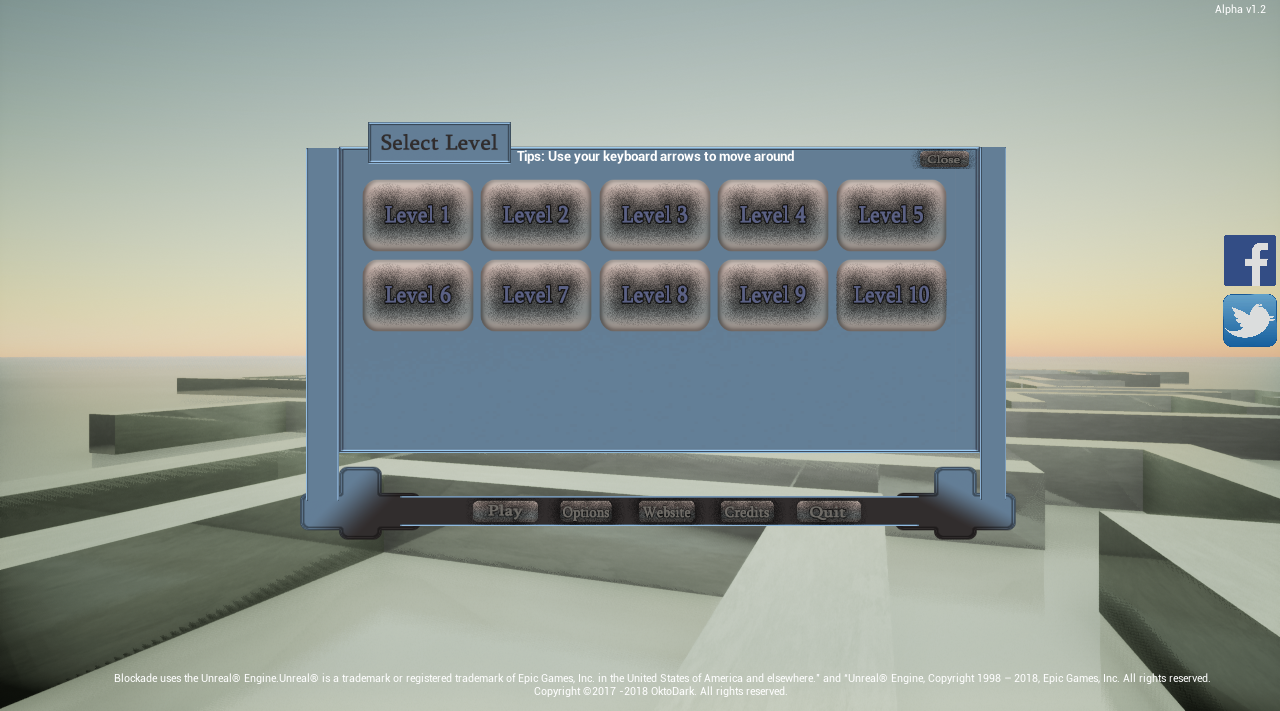 Alpha v1.2
Select Level
Tips: Use your keyboard arrows to move around
Close
Level 1 Level 2 Level 3 Level 4 Level 5
Level 6 Level 7 Level 8 Level 9 Level 10
Play Options Website Credits Quit
Blockade uses the Unreal® Engine.Unreal® is a trademark or registered trademark of Epic Games, Inc. in the United States of America and elsewhere." and "Unreal® Engine, Copyright 1998 – 2018, Epic Games, Inc. All rights reserved.
Copyright ©2017 -2018 OktoDark. All rights reserved.